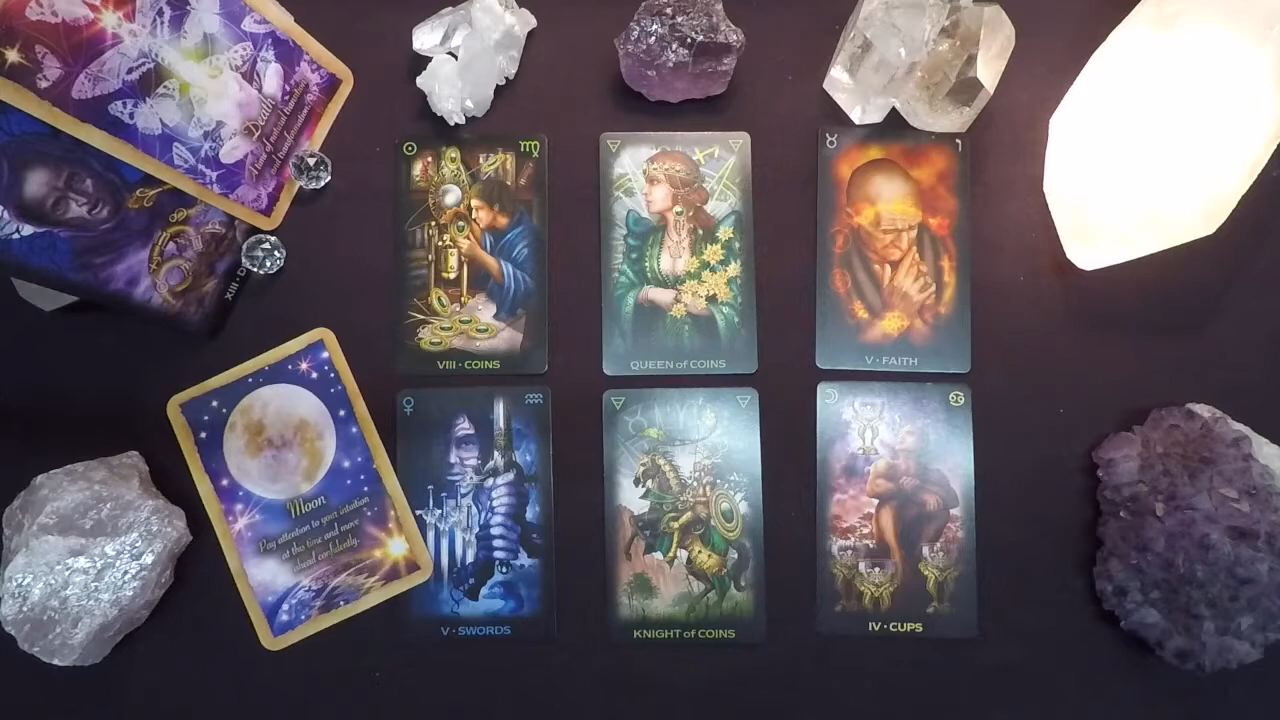 Death
A time of natural transition
and transformation.
VIII • COINS
QUEEN of COINS
V • FAITH
XIII • D
Moon
Pay attention to your intuition
at this time and move
ahead confidently.
V • SWORDS
KNIGHT of COINS
IV • CUPS